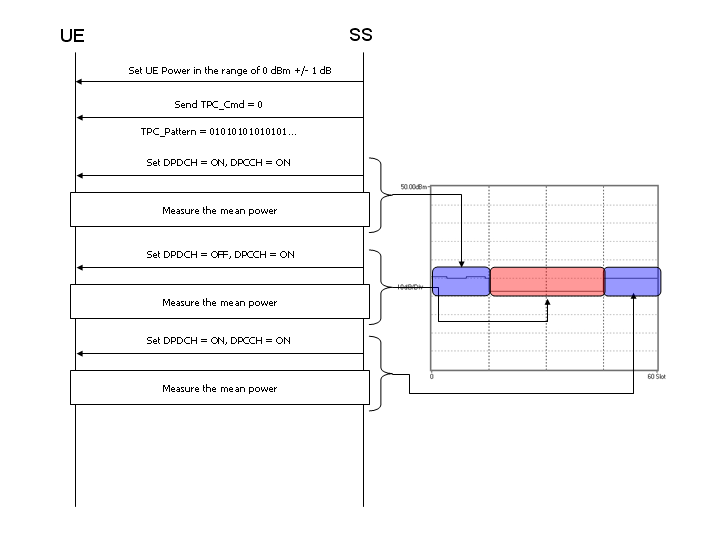 UE
SS
Set UE Power in the range of 0 dBm +/- 1 dB
Send TPC_Cmd = 0
TPC_Pattern = 01010101010101...
Set DPDCH = ON, DPCCH = ON
Measure the mean power
Set DPDCH = OFF, DPCCH = ON
Measure the mean power
Set DPDCH = ON, DPCCH = ON
Measure the mean power
50.00dBm
10dB/Div
0
60 Slot